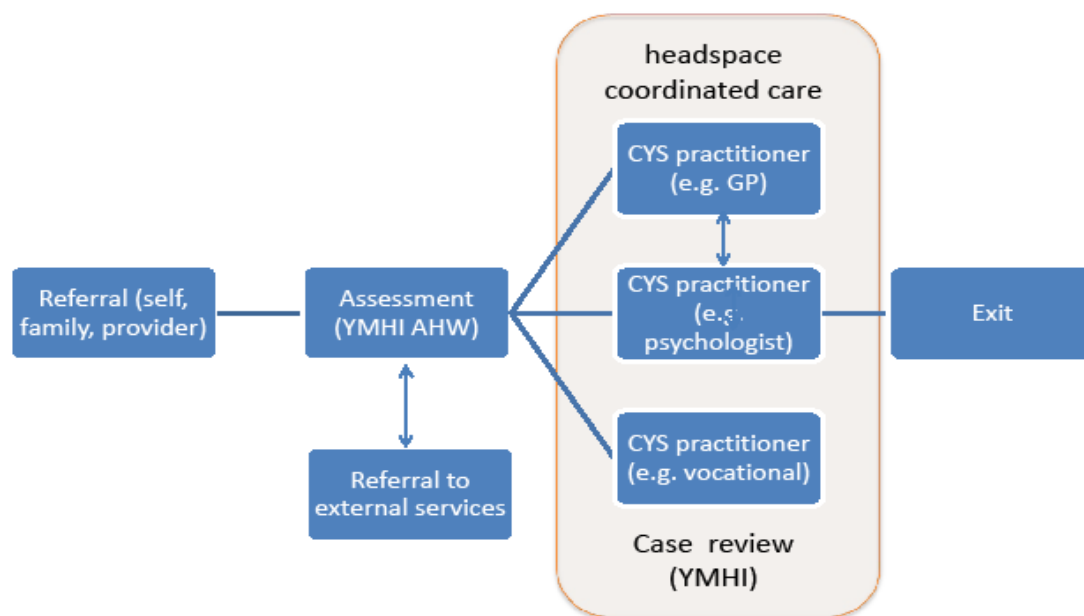 headspace
coordinated care
CYS practitioner
(e.g. GP)
Referral (self,
family, provider)
Assessment
(YMHI AHW)
CYS practitioner
(e.g.
psychologist)
Exit
Referral to
external services
CYS practitioner
(e.g. vocational)
Case review
(YMHI)